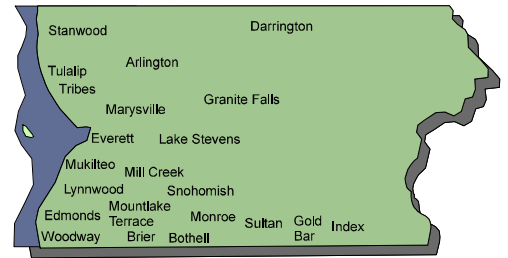 Stanwood
Darrington
Arlington
Tulalip
Tribes
Granite Falls
Marysville
Everett
Lake Stevens
Mukilteo
Mill Creek
Lynnwood
Snohomish
Mountlake
Terrace
Edmonds
Monroe
Sultan
Gold
Bar
Index
Woodway
Brier
Bothell